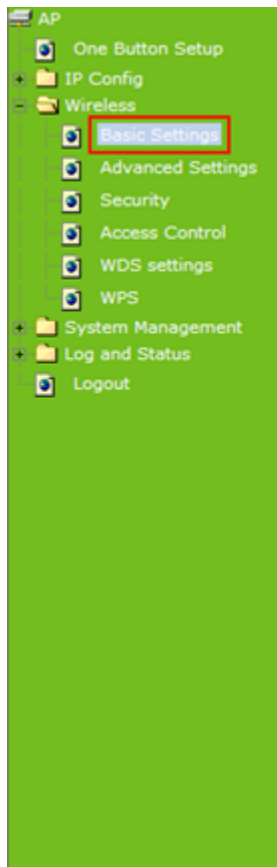 AP
One Button Setup
IP Config
Wireless
Basic Settings
Advanced Settings
Security
Access Control
WDS settings
WPS
System Management
Log and Status
Logout